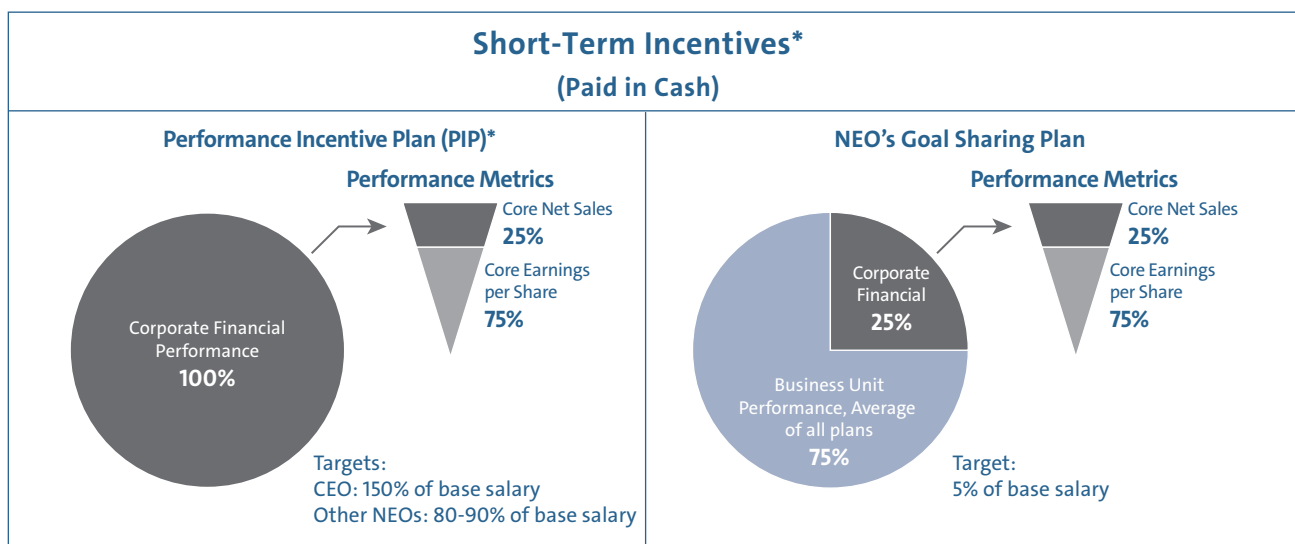 Short-Term Incentives*
(Paid in Cash)
Performance Incentive Plan (PIP)*
Performance Metrics
Core Net Sales
25%
Core Earnings
per Share
75%
Corporate Financial
Performance
100%
Targets:
CEO: 150% of base salary
Other NEOs: 80-90% of base salary
NEO’s Goal Sharing Plan
Performance Metrics
Core Net Sales
25%
Core Earnings
per Share
75%
Corporate
Financial
25%
Business Unit
Performance, Average
of all plans
75%
Target:
5% of base salary